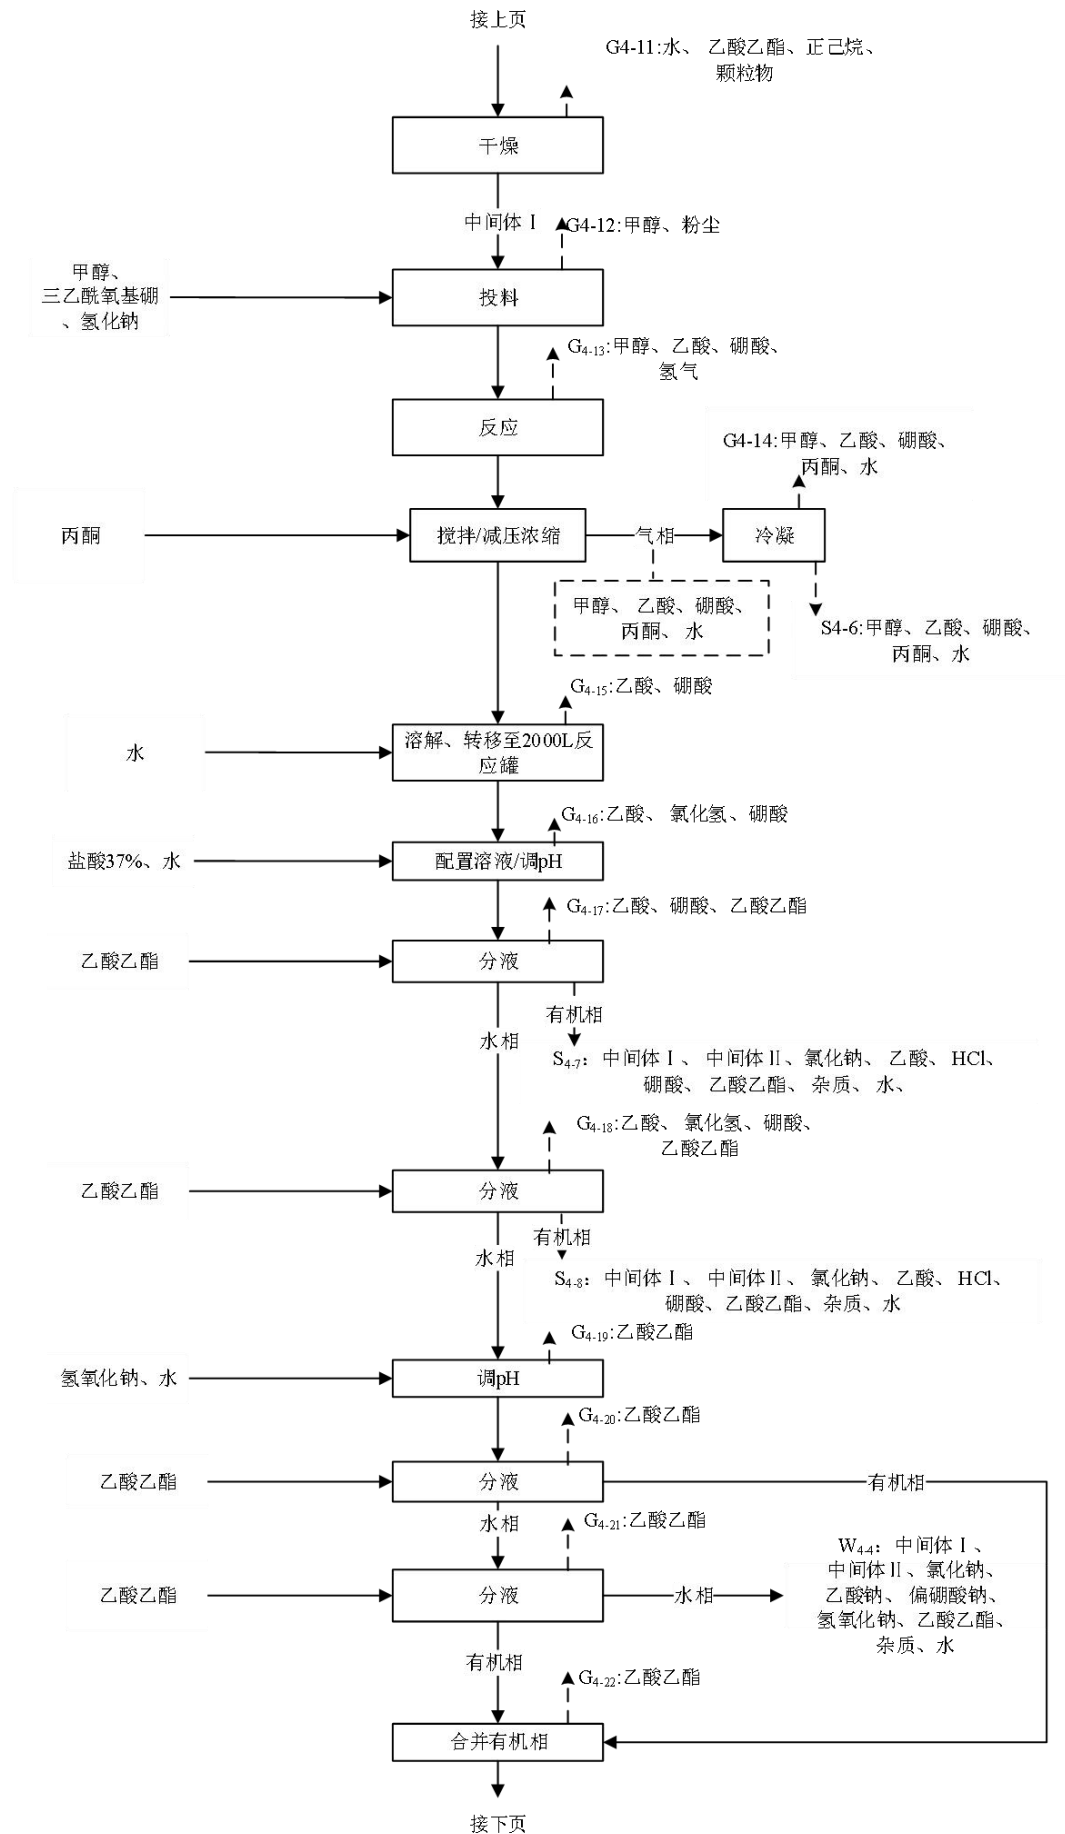 接上页
G4-11:水、 乙酸乙酯、正己烷、
颗粒物
干燥
中间体Ⅰ
G4-12:甲醇、粉尘
甲醇、
三乙酰氧基硼
、氢化钠
投料
G4-13:甲醇、乙酸、硼酸、
氢气
反应
G4-14:甲醇、乙酸、硼酸、
丙酮、水
丙酮
搅拌/减压浓缩
气相
冷凝
甲醇、 乙酸、硼酸、
丙酮、 水
S4-6:甲醇、乙酸、硼酸、
丙酮、水
G4-15:乙酸、硼酸
水
溶解、转移至2000L反
应罐
G4-16:乙酸、 氯化氢、硼酸
盐酸37%、水
配置溶液/调pH
G4-17:乙酸、硼酸、乙酸乙酯
乙酸乙酯
分液
有机相
水相
S4-7: 中间体Ⅰ、 中间体Ⅱ、氯化钠、 乙酸、 HCl、
硼酸、 乙酸乙酯、 杂质、 水、
G4-18:乙酸、 氯化氢、硼酸、
乙酸乙酯
乙酸乙酯
分液
有机相
水相
S4-8: 中间体Ⅰ、 中间体Ⅱ、 氯化钠、 乙酸、 HCl、
硼酸、乙酸乙酯、杂质、水
G4-19:乙酸乙酯
氢氧化钠、水
调pH
G4-20:乙酸乙酯
乙酸乙酯
分液
有机相
水相
G4-21:乙酸乙酯
乙酸乙酯
分液
水相
W4-4: 中间体Ⅰ、
中间体Ⅱ、氯化钠、
乙酸钠、 偏硼酸钠、
氢氧化钠、乙酸乙酯、
杂质、水
有机相
G4-22:乙酸乙酯
合并有机相
接下页